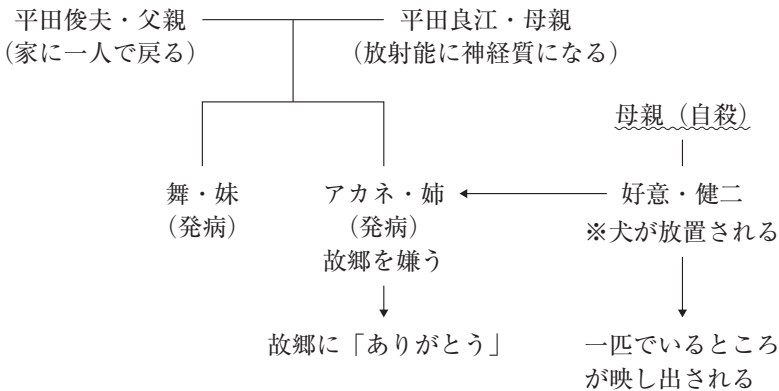 平田俊夫・父親
(家に一人で戻る)
平田良江・母親
(放射能に神経質になる)
母親(自殺)
舞・妹
(発病)
アカネ・姉
(発病)
故郷を嫌う
好意・健二
※犬が放置される
故郷に「ありがとう」
一匹でいるところ
が映し出される